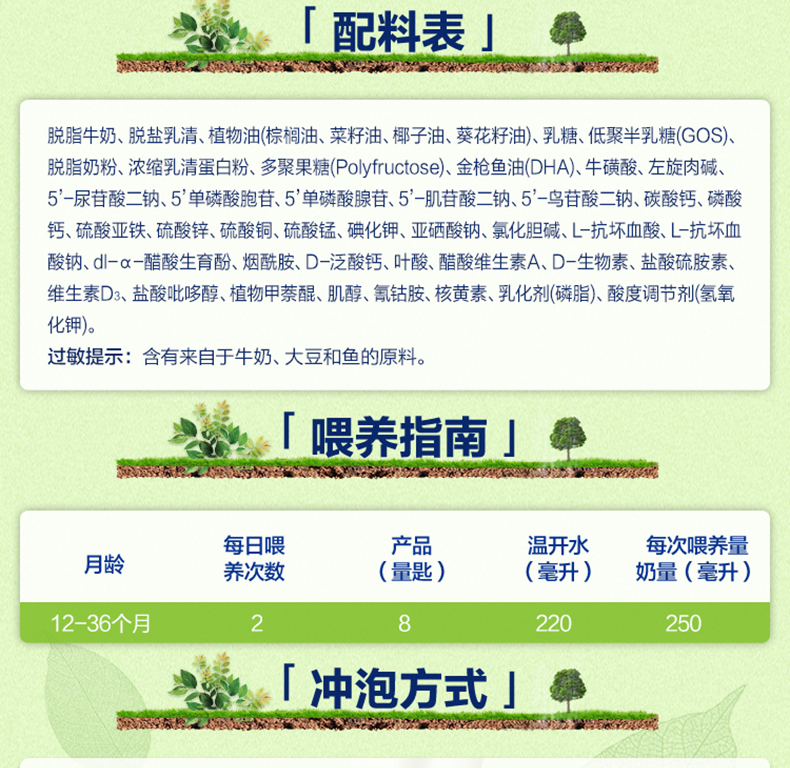 「配料表」
脱脂牛奶、脱盐乳清、植物油(棕榈油、菜籽油、椰子油、葵花籽油)、乳糖、低聚半乳糖(GOS)、
脱脂奶粉、浓缩乳清蛋白粉、多聚果糖(Polyfructose)、金枪鱼油(DHA)、牛磺酸、左旋肉碱、
5’-尿苷酸二钠、5’单磷酸胞苷、5’单磷酸腺苷、5’-肌苷酸二钠、5’-鸟苷酸二钠、碳酸钙、磷酸
钙、硫酸亚铁、硫酸锌、硫酸铜、硫酸锰、碘化钾、亚硒酸钠、氯化胆碱、L-抗坏血酸、L-抗坏血
酸钠、dl-α-醋酸生育酚、烟酰胺、D-泛酸钙、叶酸、醋酸维生素A、D-生物素、盐酸硫胺素、
维生素D₃、盐酸吡哆醇、植物甲萘醌、肌醇、氰钴胺、核黄素、乳化剂(磷脂)、酸度调节剂(氢氧
化钾)。
过敏提示：含有来自于牛奶、大豆和鱼的原料。
「喂养指南」
月龄 每日喂养次数 产品（量匙） 温开水（毫升） 每次喂养量奶量（毫升）
12-36个月 2 8 220 250
「冲泡方式」